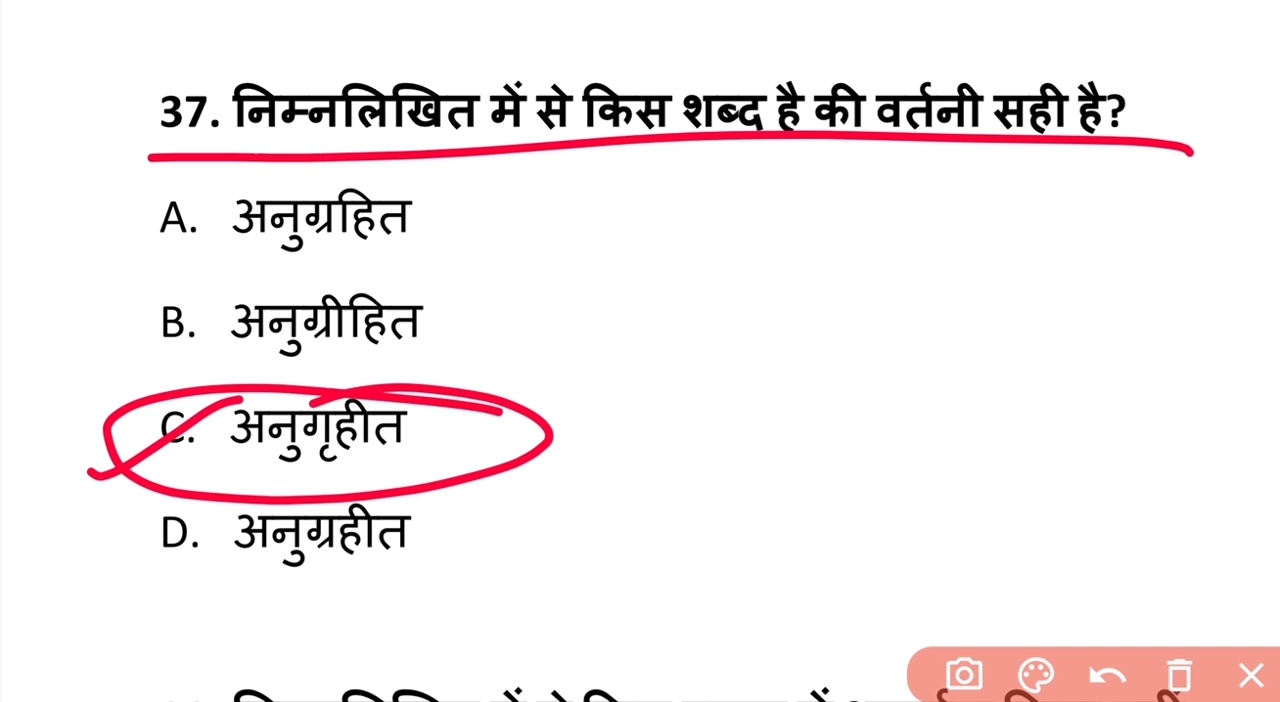 37. निम्नलिखित में से किस शब्द है की वर्तनी सही है?
A. अनुग्रहित
B. अनुग्रीहित
C. अनुगृहीत
D. अनुग्रहीत